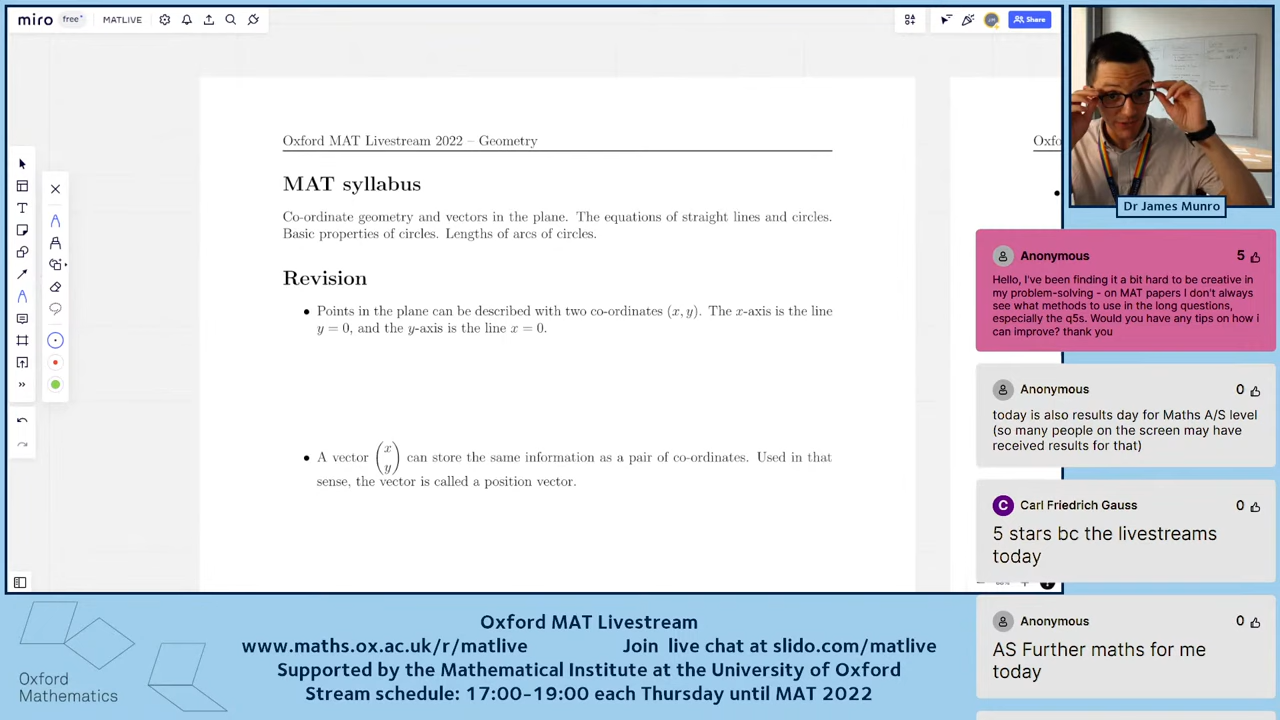 miro free MATLIVE
Share
Oxford MAT Livestream 2022 – Geometry
MAT syllabus
Co-ordinate geometry and vectors in the plane. The equations of straight lines and circles.
Basic properties of circles. Lengths of arcs of circles.
Revision
• Points in the plane can be described with two co-ordinates (x, y). The x-axis is the line
y = 0, and the y-axis is the line x = 0.
• A vector (x y) can store the same information as a pair of co-ordinates. Used in that
sense, the vector is called a position vector.
Oxfo
Dr James Munro
Anonymous 5
Hello, I've been finding it a bit hard to be creative in
my problem-solving - on MAT papers I don't always
see what methods to use in the long questions,
especially the q5s. Would you have any tips on how i
can improve? thank you
Anonymous 0
today is also results day for Maths A/S level
(so many people on the screen may have
received results for that)
C Carl Friedrich Gauss 0
5 stars bc the livestreams
today
Anonymous 0
AS Further maths for me
today
Oxford
Mathematics
Oxford MAT Livestream
www.maths.ox.ac.uk/r/matlive Join live chat at slido.com/matlive
Supported by the Mathematical Institute at the University of Oxford
Stream schedule: 17:00-19:00 each Thursday until MAT 2022